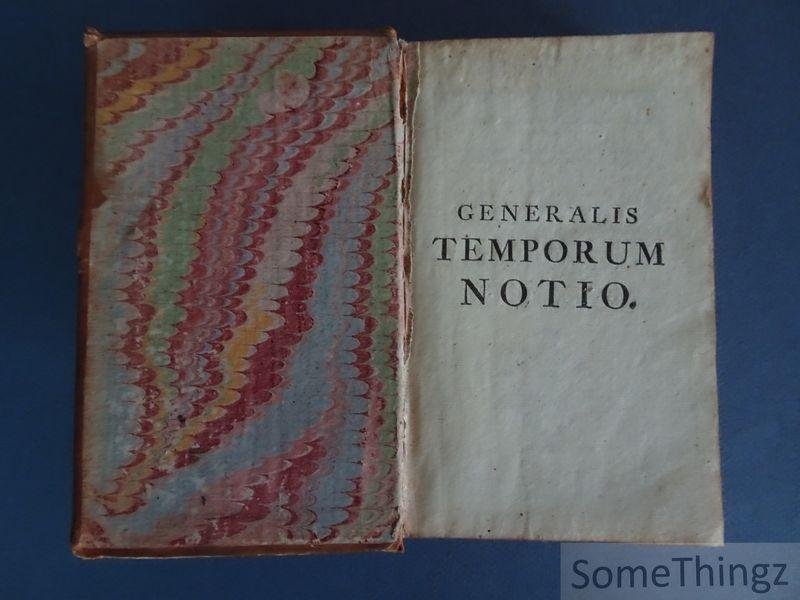 GENERALIS
TEMPORUM
NOTIO.
SomeThingz